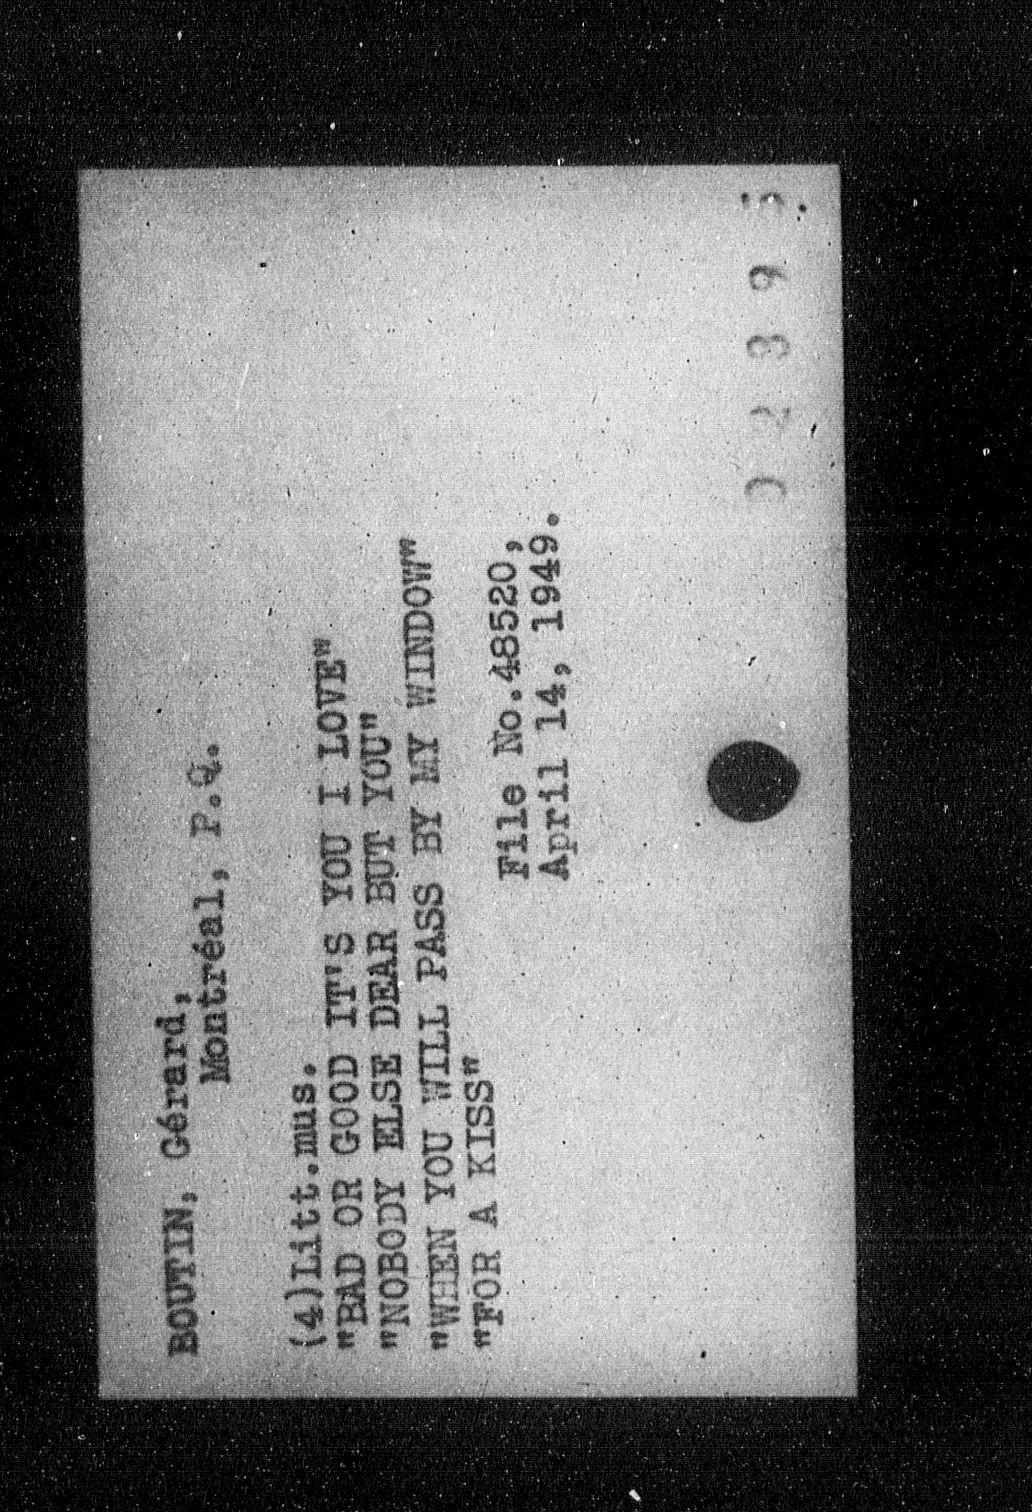 BOUTIN, Gérard,
Montréal, P.Q.
(4)Litt.mus.
"BAD OR GOOD IT'S YOU I LOVE"
"NOBODY ELSE DEAR BUT YOU"
"WHEN YOU WILL PASS BY MY WINDOW"
"FOR A KISS"
File No.48520,
April 14, 1949.